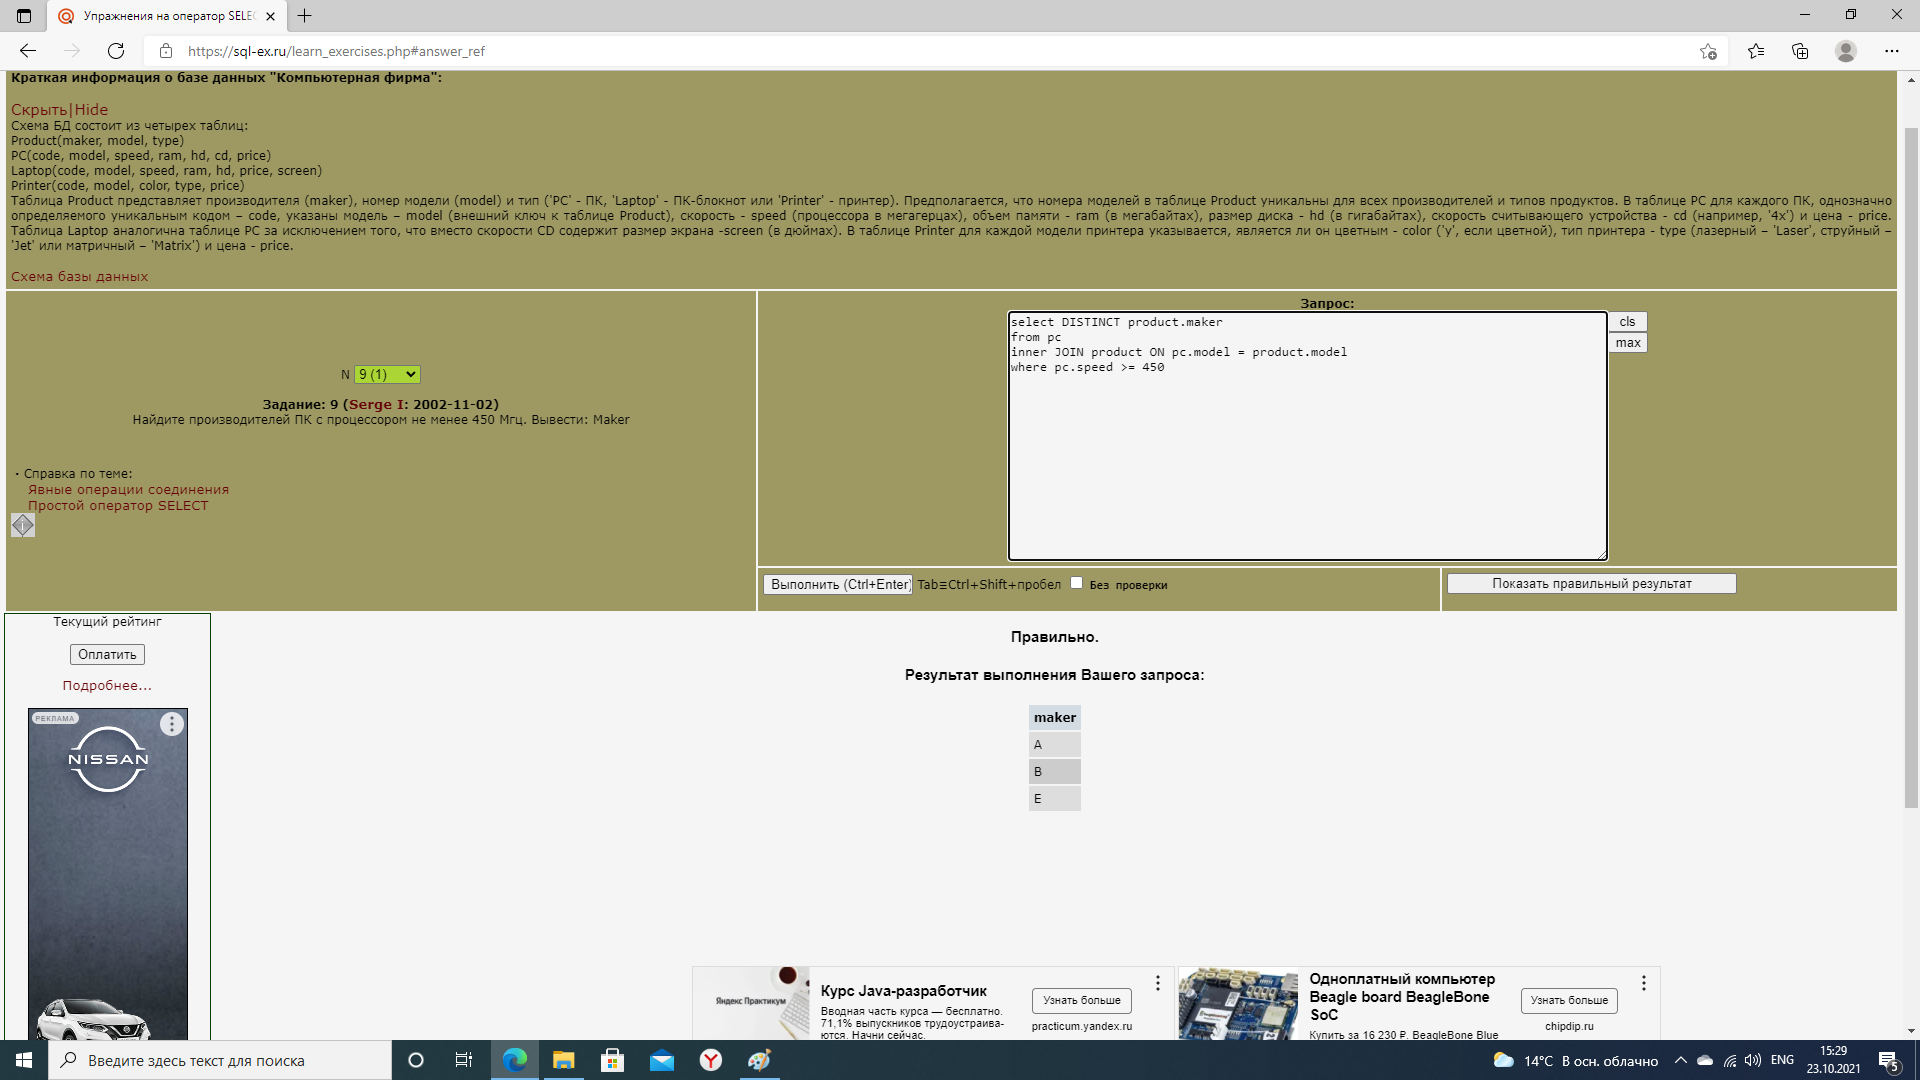 Упражнения на оператор SELEC
https://sql-ex.ru/learn_exercises.php#answer_ref
Краткая информация о базе данных "Компьютерная фирма":
Скрыть|Hide
Схема БД состоит из четырех таблиц:
Product(maker, model, type)
PC(code, model, speed, ram, hd, cd, price)
Laptop(code, model, speed, ram, hd, price, screen)
Printer(code, model, color, type, price)
Таблица Product представляет производителя (maker), номер модели (model) и тип ('PC' - ПК, 'Laptop' - ПК-блокнот или 'Printer' - принтер). Предполагается, что номера моделей в таблице Product уникальны для всех производителей и типов продуктов. В таблице PC для каждого ПК, однозначно
определяемого уникальным кодом – code, указаны модель – model (внешний ключ к таблице Product), скорость - speed (процессора в мегагерцах), объем памяти - ram (в мегабайтах), размер диска - hd (в гигабайтах), скорость считывающего устройства - cd (например, '4x') и цена - price.
Таблица Laptop аналогична таблице РС за исключением того, что вместо скорости CD содержит размер экрана -screen (в дюймах). В таблице Printer для каждой модели принтера указывается, является ли он цветным - color ('y', если цветной), тип принтера - type (лазерный – 'Laser', струйный –
'Jet' или матричный – 'Matrix') и цена - price.
Схема базы данных
N 9 (1)
Задание: 9 (Serge I: 2002-11-02)
Найдите производителей ПК с процессором не менее 450 Мгц. Вывести: Maker
· Справка по теме:
Явные операции соединения
Простой оператор SELECT
Запрос:
select DISTINCT product.maker
from pc
inner JOIN product ON pc.model = product.model
where pc.speed >= 450
cls
max
Выполнить (Ctrl+Enter) Tab≡Ctrl+Shift+пробел Без проверки
Показать правильный результат
Текущий рейтинг
Оплатить
Подробнее...
РЕКЛАМА
NISSAN
Правильно.
Результат выполнения Вашего запроса:
maker
A
B
E
Яндекс Практикум
Курс Java-разработчик
Вводная часть курса — бесплатно.
71,1% выпускников трудоустраива-
ются. Начни сейчас.
Узнать больше
practicum.yandex.ru
Одноплатный компьютер
Beagle board BeagleBone
SoC
Купить за 16 230 ₽. BeagleBone Blue
Узнать больше
chipdip.ru
Введите здесь текст для поиска
14°C В осн. облачно
ENG
15:29
23.10.2021
5